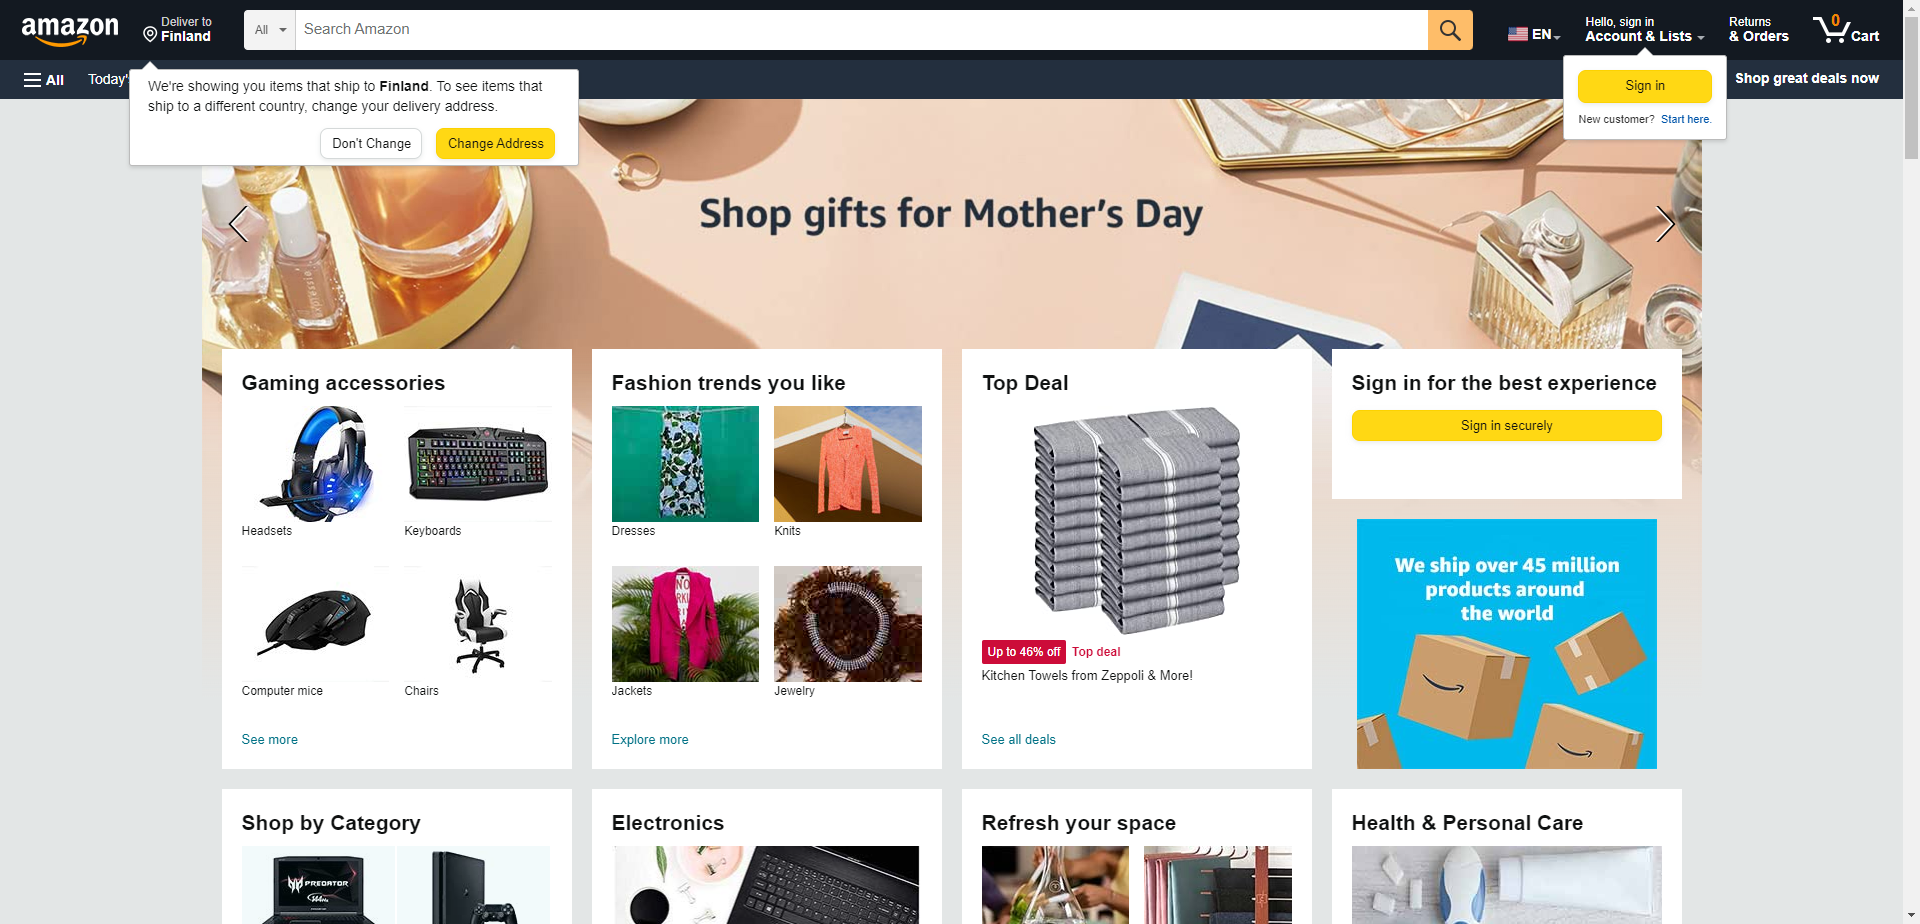 amazon
Deliver to
Finland
All
Search Amazon
EN
Hello, sign in
Account & Lists
Returns
& Orders
0
Cart
All
Today'
Shop great deals now
We're showing you items that ship to Finland. To see items that
ship to a different country, change your delivery address.
Don't Change
Change Address
Sign in
New customer? Start here.
Shop gifts for Mother's Day
Gaming accessories
Headsets
Keyboards
Computer mice
Chairs
See more
Fashion trends you like
Dresses
Knits
Jackets
Jewelry
Explore more
Top Deal
Up to 46% off
Top deal
Kitchen Towels from Zeppoli & More!
See all deals
Sign in for the best experience
Sign in securely
We ship over 45 million
products around
the world
Shop by Category
PREDATOR
Electronics
Refresh your space
Health & Personal Care